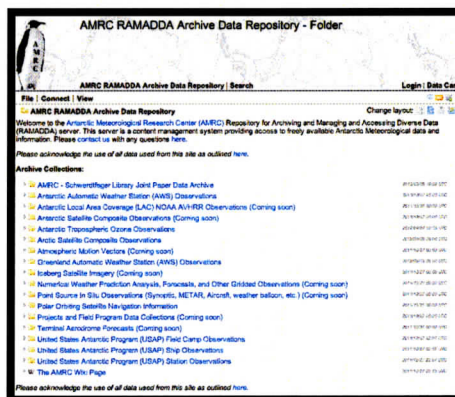 AMRC RAMADDA Archive Data Repository - Folder
AMRC
AMRC RAMADDA Archive Data Repository | Search
Login | Data Car
File | Connect | View
AMRC RAMADDA Archive Data Repository
Change layout:
Welcome to the Antarctic Meteorological Research Center (AMRC) Repository for Archiving and Managing and Accessing Diverse Data
(RAMADDA) server. This server is a content management system providing access to freely available Antarctic Meteorological data and
information. Please contact us with any questions here.
Please acknowledge the use of all data used from this site as outlined here.
Archive Collections:
AMRC - Schwerdtfeger Library Joint Paper Data Archive
Antarctic Automatic Weather Station (AWS) Observations
Antarctic Local Area Coverage (LAC) NOAA AVHRR Observations (Coming soon)
Antarctic Satellite Composite Observations (Coming soon)
Antarctic Tropospheric Ozone Observations
Arctic Satellite Composite Observations
Atmospheric Motion Vectors (Coming soon)
Greenland Automatic Weather Station (AWS) Observations
Iceberg Satellite Imagery (Coming soon)
Numerical Weather Prediction Analysis, Forecasts, and Other Gridded Observations (Coming soon)
Point Source In Situ Observations (Synoptic, METAR, Aircraft, weather balloon, etc.) (Coming soon)
Polar Orbiting Satellite Navigation Information
Projects and Field Program Data Collections (Coming soon)
Terminal Aerodrome Forecasts (Coming soon)
United States Antarctic Program (USAP) Field Camp Observations
United States Antarctic Program (USAP) Ship Observations
United States Antarctic Program (USAP) Station Observations
W The AMRC Wiki Page
Please acknowledge the use of all data used from this site as outlined here.